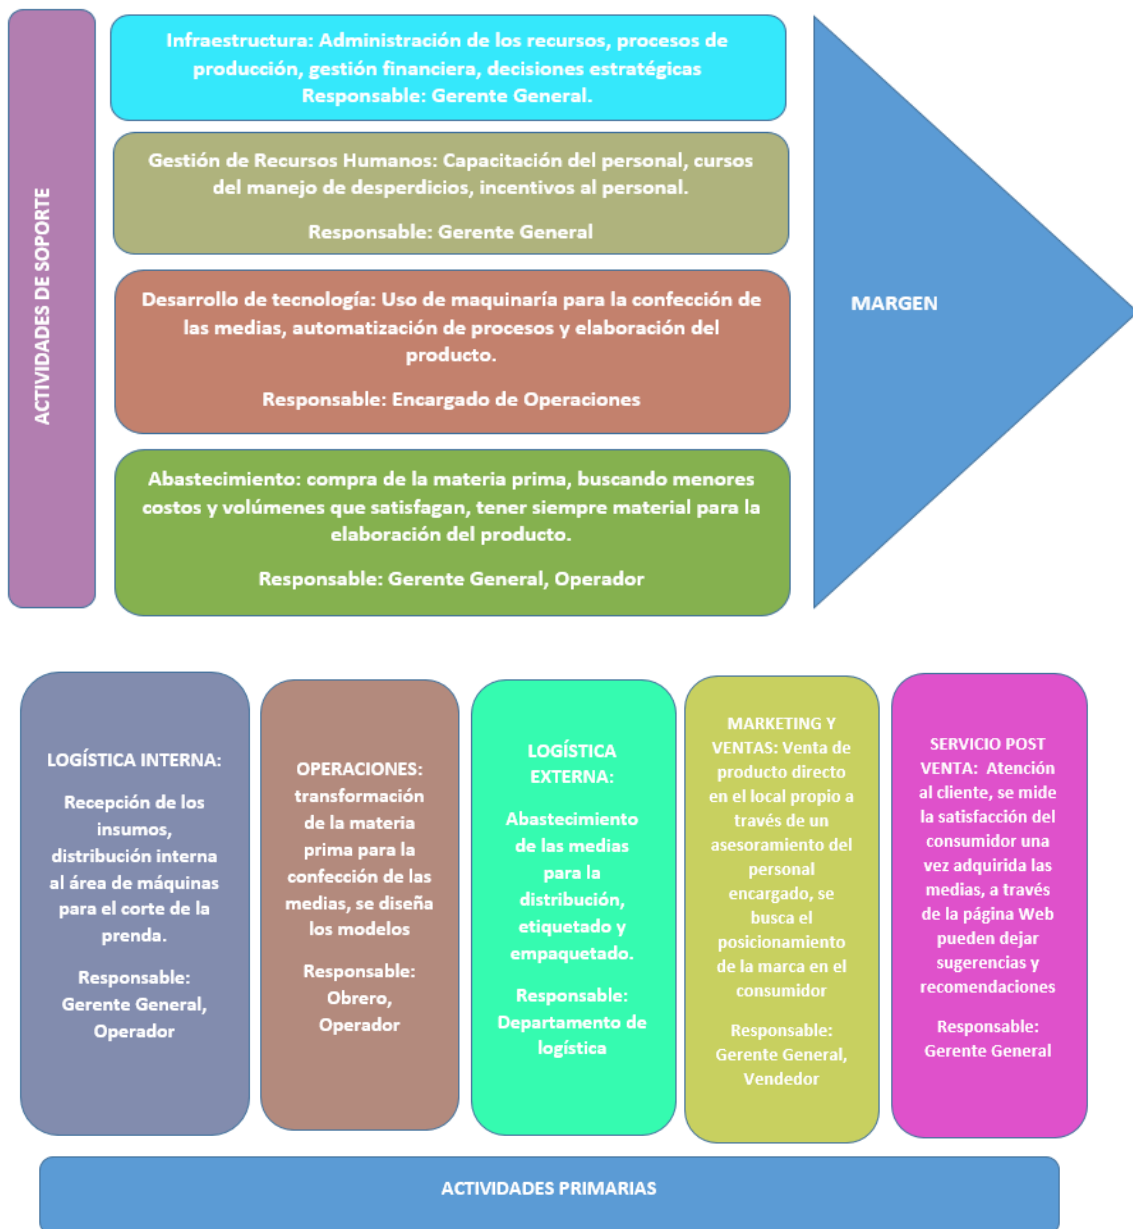 ACTIVIDADES DE SOPORTE
Infraestructura: Administración de los recursos, procesos de
producción, gestión financiera, decisiones estratégicas
Responsable: Gerente General.
Gestión de Recursos Humanos: Capacitación del personal, cursos
del manejo de desperdicios, incentivos al personal.
Responsable: Gerente General
Desarrollo de tecnología: Uso de maquinaría para la confección de
las medias, automatización de procesos y elaboración del
producto.
Responsable: Encargado de Operaciones
Abastecimiento: compra de la materia prima, buscando menores
costos y volúmenes que satisfagan, tener siempre material para la
elaboración del producto.
Responsable: Gerente General, Operador
MARGEN
LOGÍSTICA INTERNA:
Recepción de los
insumos,
distribución interna
al área de máquinas
para el corte de la
prenda.
Responsable:
Gerente General,
Operador
OPERACIONES:
transformación
de la materia
prima para la
confección de las
medias, se diseña
los modelos
Responsable:
Obrero,
Operador
LOGÍSTICA
EXTERNA:
Abastecimiento
de las medias
para la
distribución,
etiquetado y
empaquetado.
Responsable:
Departamento de
logística
MARKETING Y
VENTAS: Venta de
producto directo
en el local propio a
través de un
asesoramiento del
personal
encargado, se
busca el
posicionamiento
de la marca en el
consumidor
Responsable:
Gerente General,
Vendedor
SERVICIO POST
VENTA: Atención
al cliente, se mide
la satisfacción del
consumidor una
vez adquirida las
medias, a través
de la página Web
pueden dejar
sugerencias y
recomendaciones
Responsable:
Gerente General
ACTIVIDADES PRIMARIAS